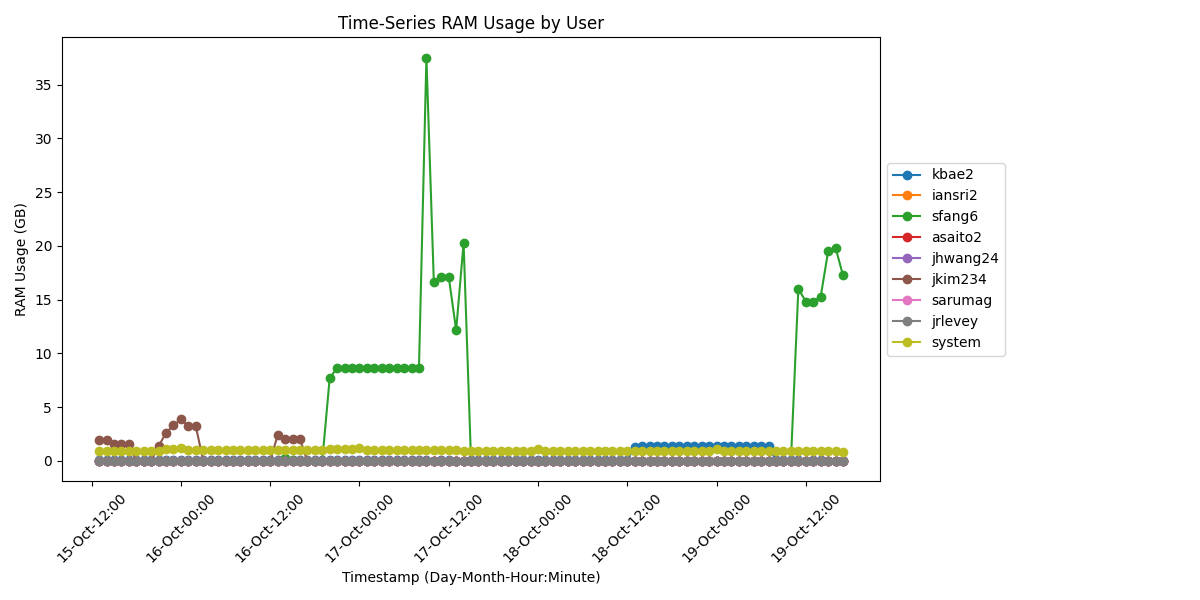 Time-Series RAM Usage by User
RAM Usage (GB)
35
30
25
20
15
10
5
0
15-Oct-12:00
16-Oct-00:00
16-Oct-12:00
17-Oct-00:00
17-Oct-12:00
18-Oct-00:00
18-Oct-12:00
19-Oct-00:00
19-Oct-12:00
Timestamp (Day-Month-Hour:Minute)
kbae2
iansri2
sfang6
asaito2
jhwang24
jkim234
sarumag
jrlevey
system